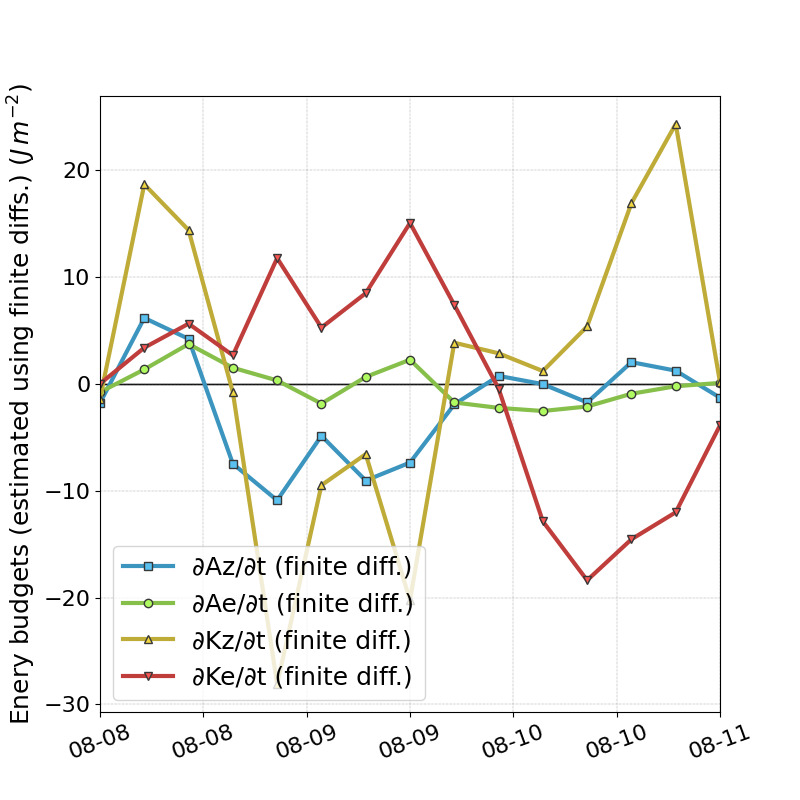 Enery budgets (estimated using finite diffs.) (J m⁻²)
20
10
0
−10
−20
−30
∂Az/∂t (finite diff.)
∂Ae/∂t (finite diff.)
∂Kz/∂t (finite diff.)
∂Ke/∂t (finite diff.)
08-08
08-08
08-09
08-09
08-10
08-10
08-11